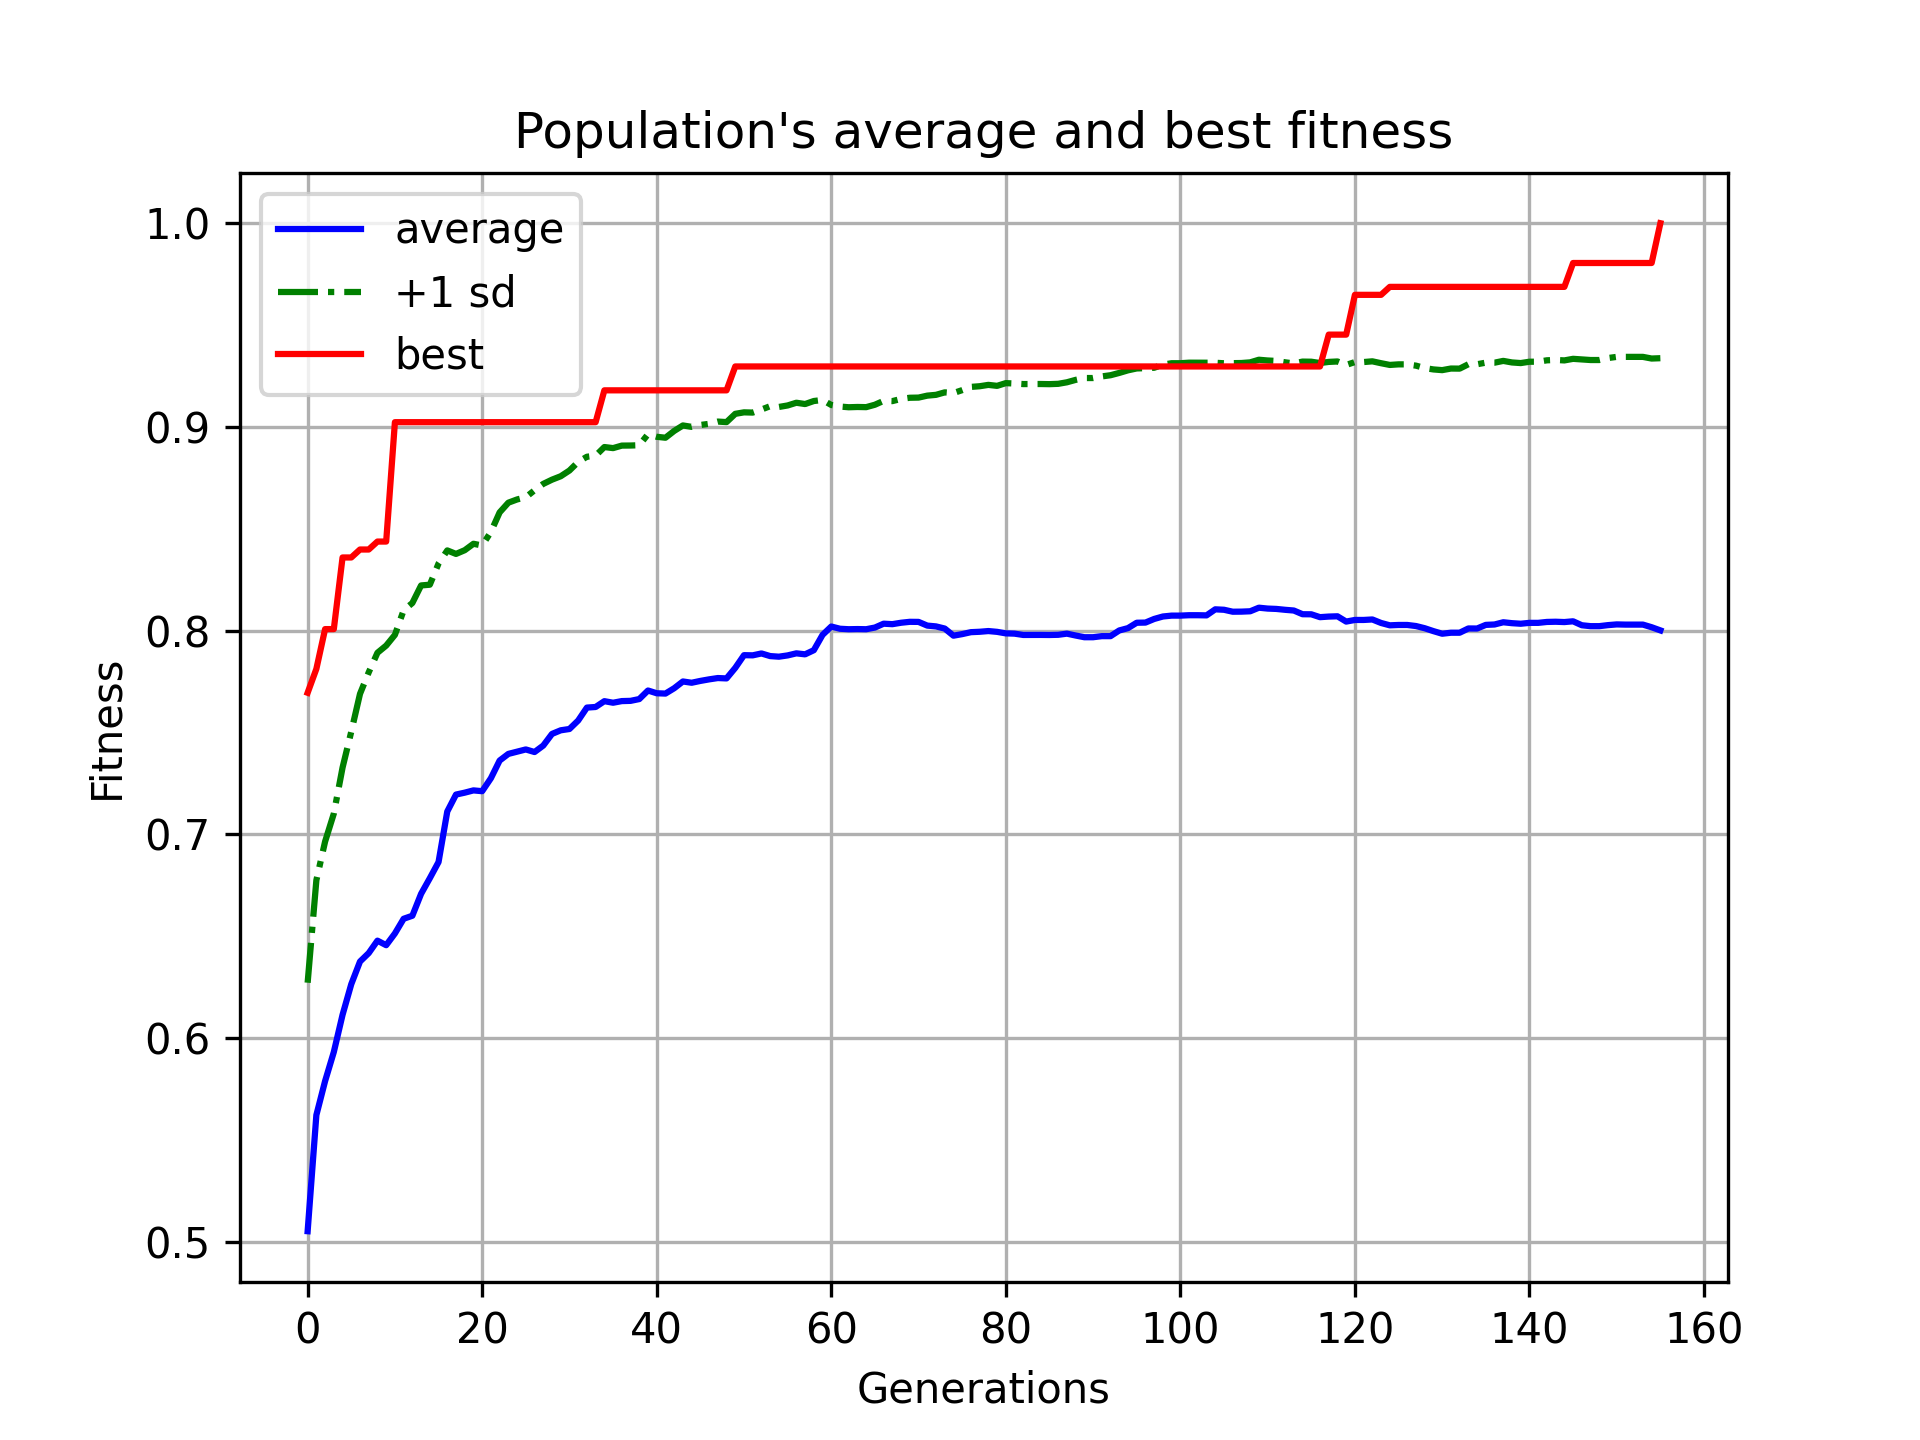 Population's average and best fitness
average
+1 sd
best
1.0
0.9
0.8
0.7
0.6
0.5
Fitness
0 20 40 60 80 100 120 140 160
Generations